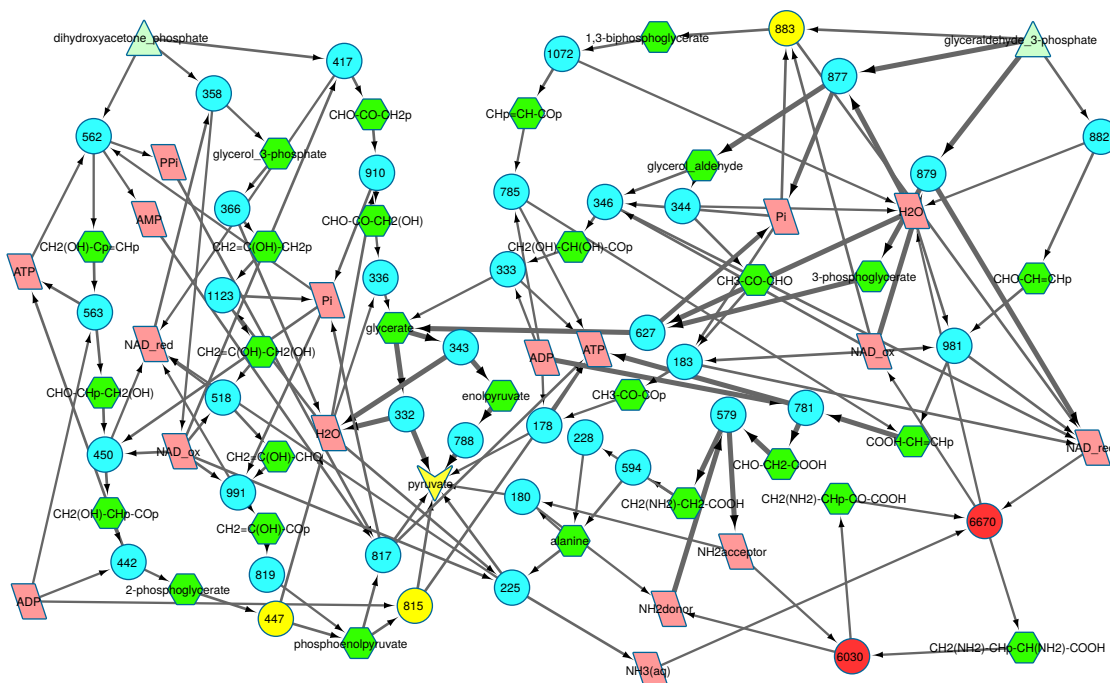 dihydroxyacetone_phosphate
1,3-biphosphoglycerate
883
glyceraldehyde_3-phosphate
417
1072
877
358
CHO-CO-CH2p
CHp=CH-COp
562
882
PPi
glycerol_3-phosphate
glycerol_aldehyde
910
785
879
366
AMP
346
344
Pi
H2O
CHO-CO-CH2(OH)
CH2(OH)-Cp=CHp
CH2=C(OH)-CH2p
CH2(OH)-CH(OH)-COp
ATP
333
336
CH3-CO-CHO
3-phosphoglycerate
CHO-CH=CHp
1123
Pi
563
glycerate
627
NAD_red
343
ADP
ATP
183
NAD_ox
981
CH2=C(OH)-CH2(OH)
CHO-CHp-CH2(OH)
518
enolpyruvate
CH3-CO-COp
332
579
781
178
H2O
228
788
COOH-CH=CHp
NAD_red
450
NAD_ox
CH2=C(OH)-CHO
594
CHO-CH2-COOH
991
pyruvate
180
CH2(NH2)-CH2-COOH
CH2(NH2)-CHp-CO-COOH
CH2(OH)-CHp-COp
CH2=C(OH)-COp
6670
alanine
NH2acceptor
442
817
819
225
2-phosphoglycerate
ADP
815
NH2donor
447
phosphoenolpyruvate
CH2(NH2)-CHp-CH(NH2)-COOH
6030
NH3(aq)